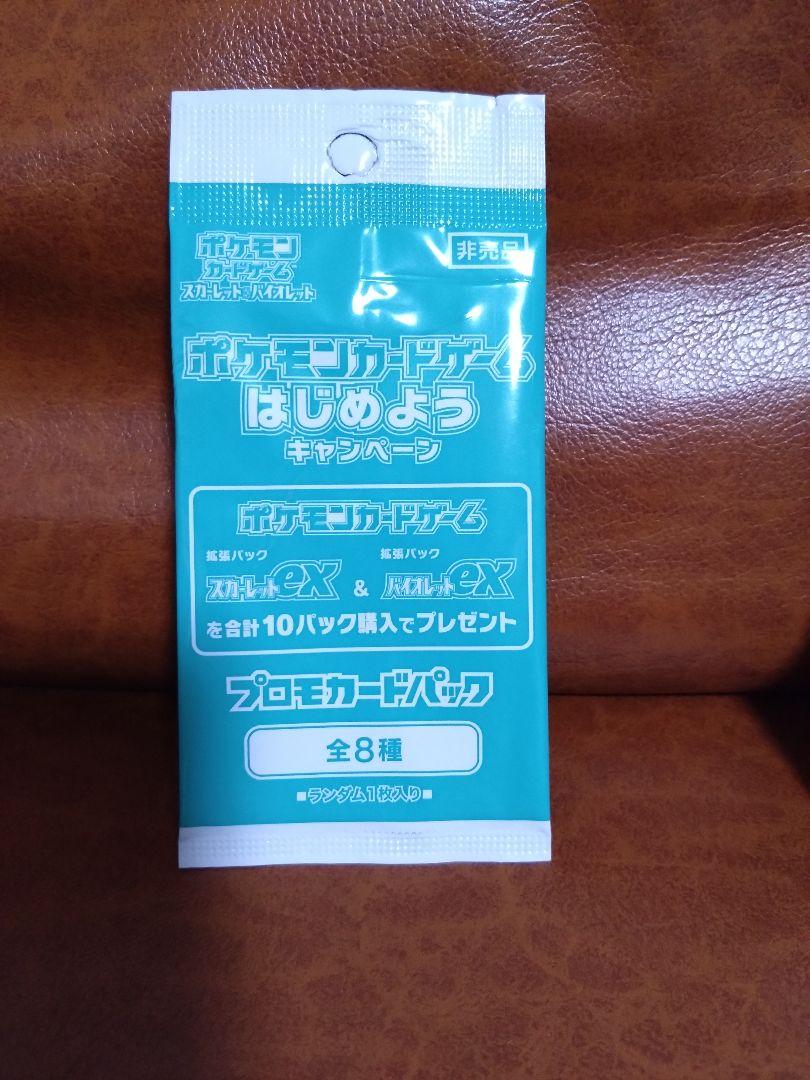 非売品
ポケモン
カードゲーム
スカーレット&バイオレット
ポケモンカードゲーム
はじめよう
キャンペーン
ポケモンカードゲーム
拡張パック 拡張パック
スカーレットex & バイオレットex
を合計10パック購入でプレゼント
プロモカードパック
全8種
■ランダム1枚入り■